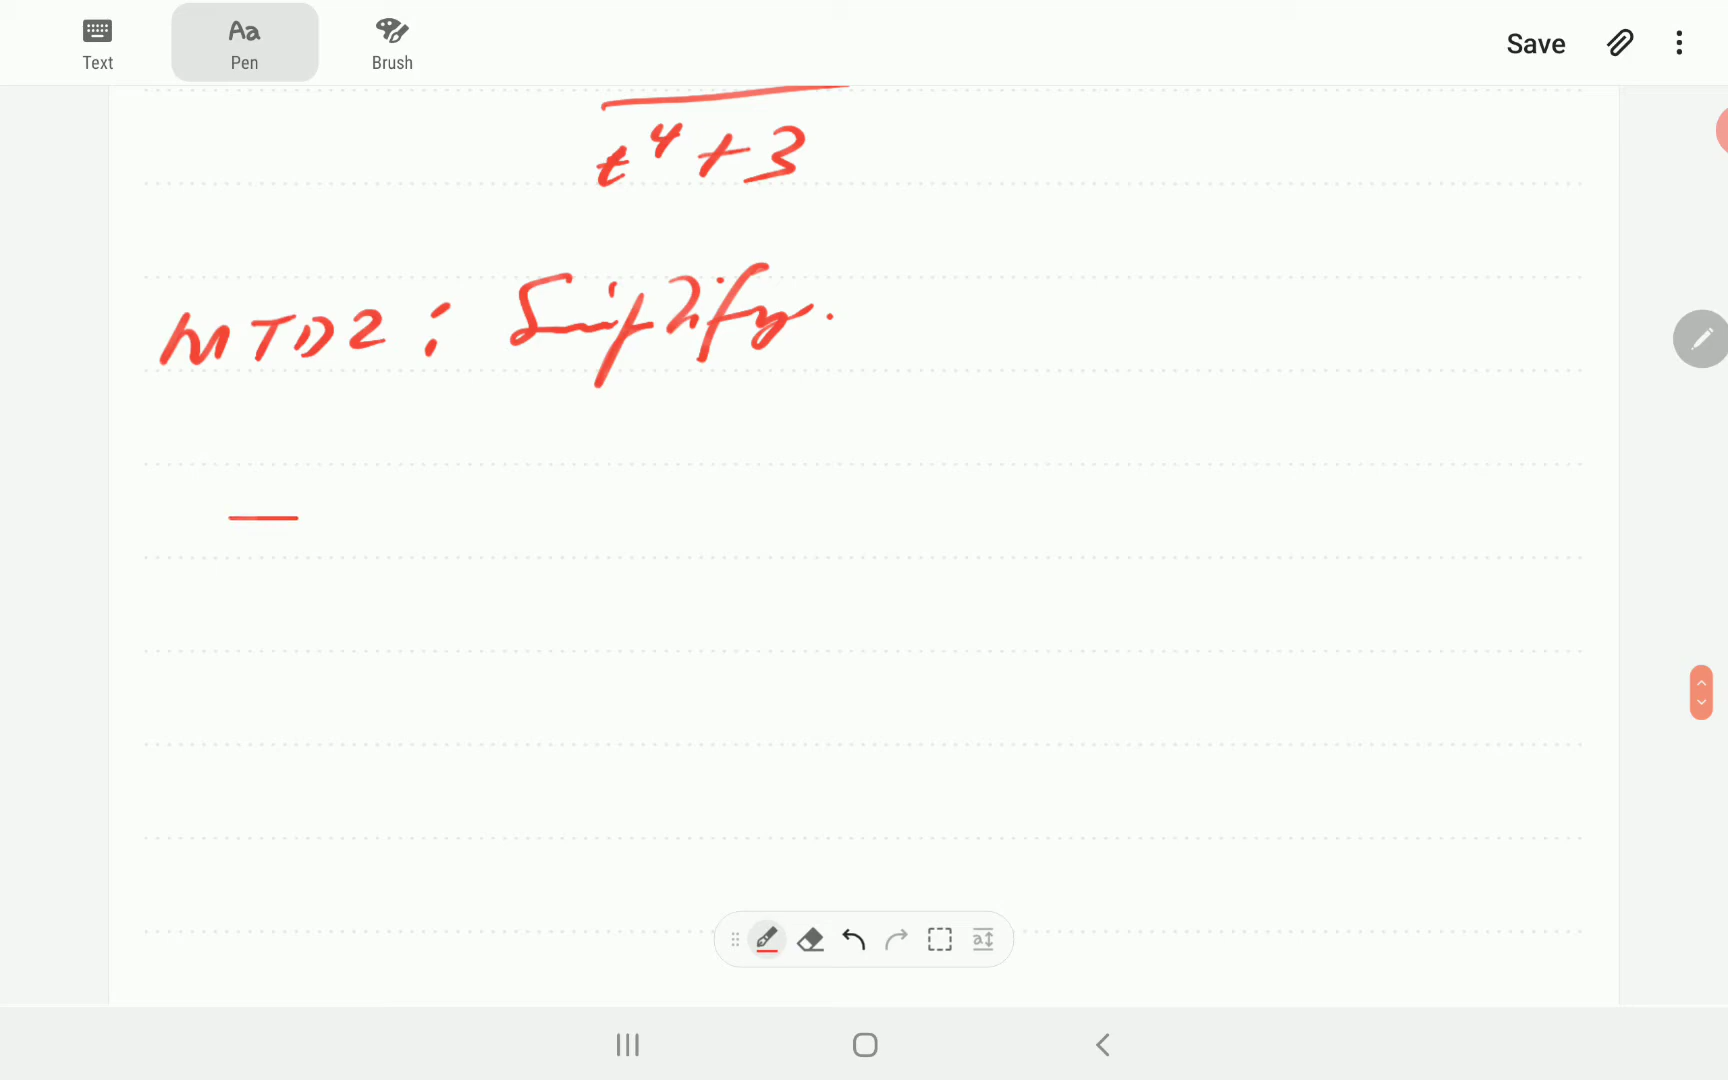 Text
Pen
Brush
Save
t⁴+3
MTD2: Simplify.